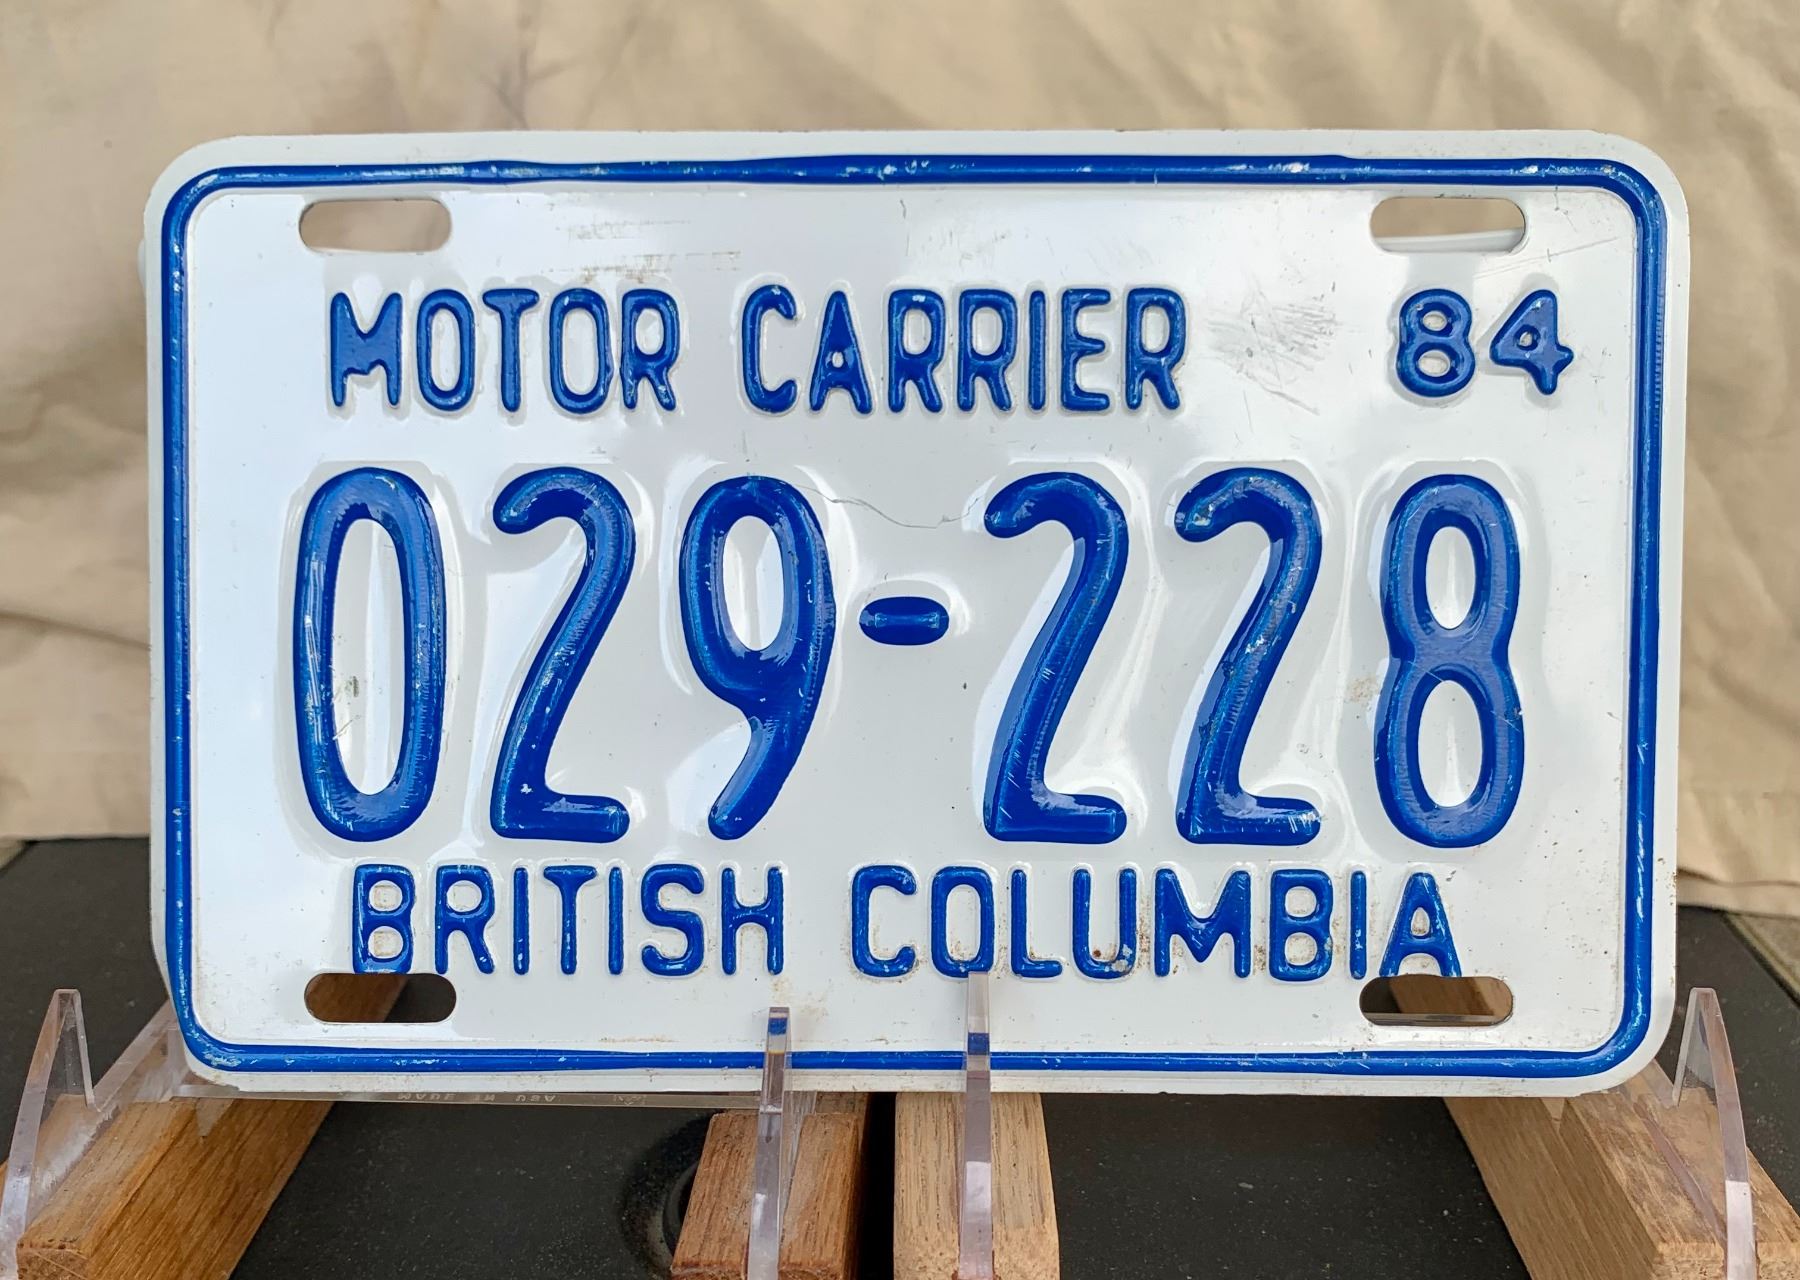 MOTOR CARRIER 84
029-228
BRITISH COLUMBIA